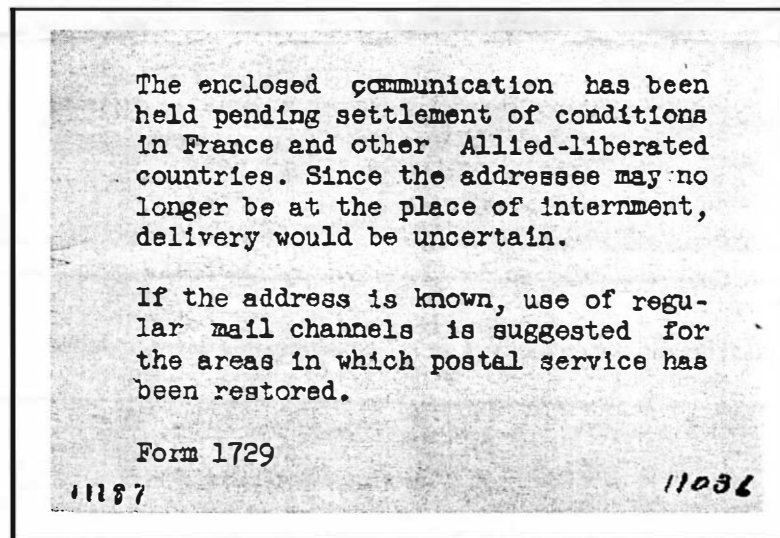 The enclosed communication has been
held pending settlement of conditions
in France and other Allied-liberated
countries. Since the addressee may no
longer be at the place of internment,
delivery would be uncertain.
If the address is known, use of regu-
lar mail channels is suggested for
the areas in which postal service has
been restored.
Form 1729
11187 11036